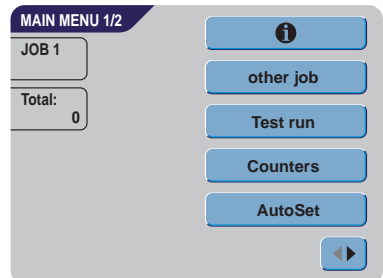 MAIN MENU 1/2
JOB 1
Total:
0
other job
Test run
Counters
AutoSet